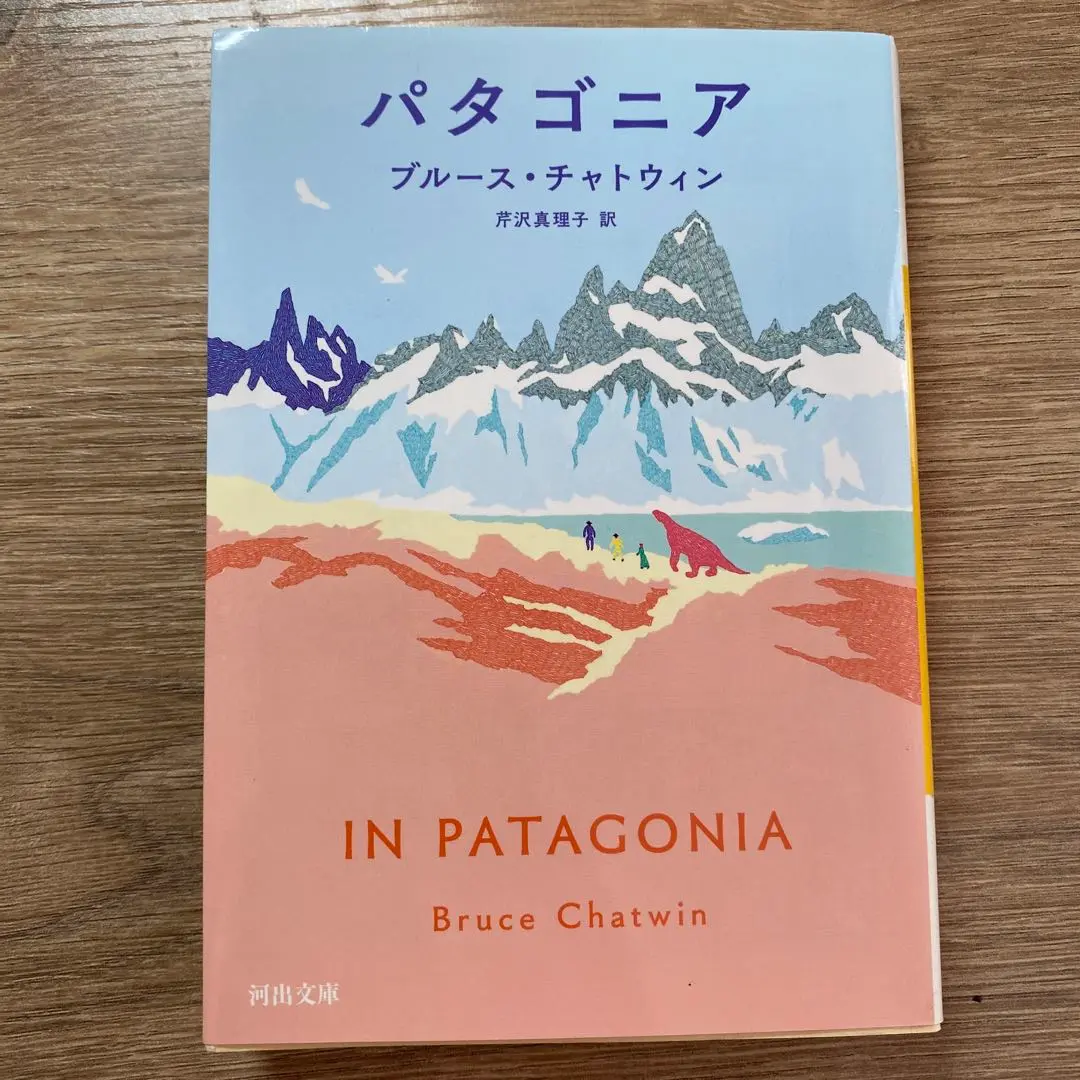 パタゴニア
ブルース・チャトウィン
芹沢真理子 訳
IN PATAGONIA
Bruce Chatwin
河出文庫